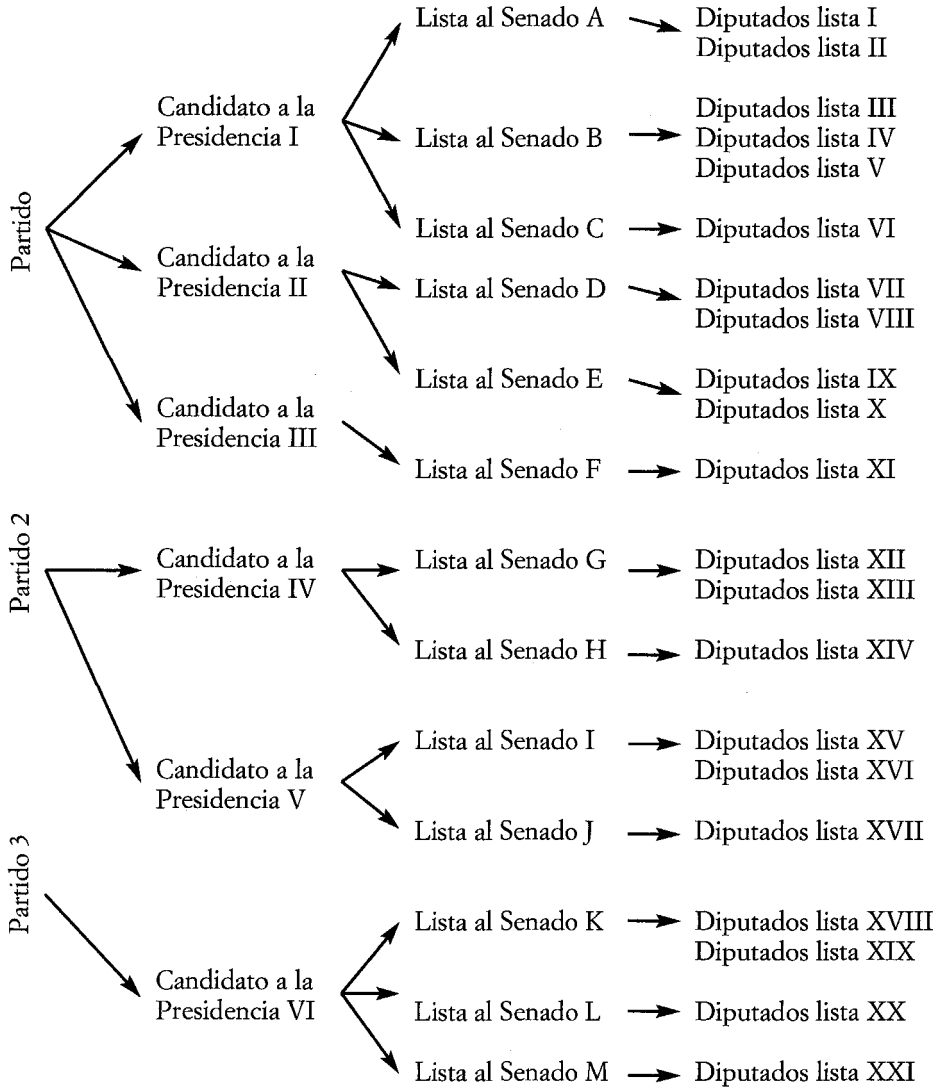 Partido
Candidato a la
Presidencia I
Lista al Senado A
Diputados lista I
Diputados lista II
Lista al Senado B
Diputados lista III
Diputados lista IV
Diputados lista V
Lista al Senado C
Diputados lista VI
Candidato a la
Presidencia II
Lista al Senado D
Diputados lista VII
Diputados lista VIII
Lista al Senado E
Diputados lista IX
Diputados lista X
Candidato a la
Presidencia III
Lista al Senado F
Diputados lista XI
Partido 2
Candidato a la
Presidencia IV
Lista al Senado G
Diputados lista XII
Diputados lista XIII
Lista al Senado H
Diputados lista XIV
Candidato a la
Presidencia V
Lista al Senado I
Diputados lista XV
Diputados lista XVI
Lista al Senado J
Diputados lista XVII
Partido 3
Candidato a la
Presidencia VI
Lista al Senado K
Diputados lista XVIII
Diputados lista XIX
Lista al Senado L
Diputados lista XX
Lista al Senado M
Diputados lista XXI